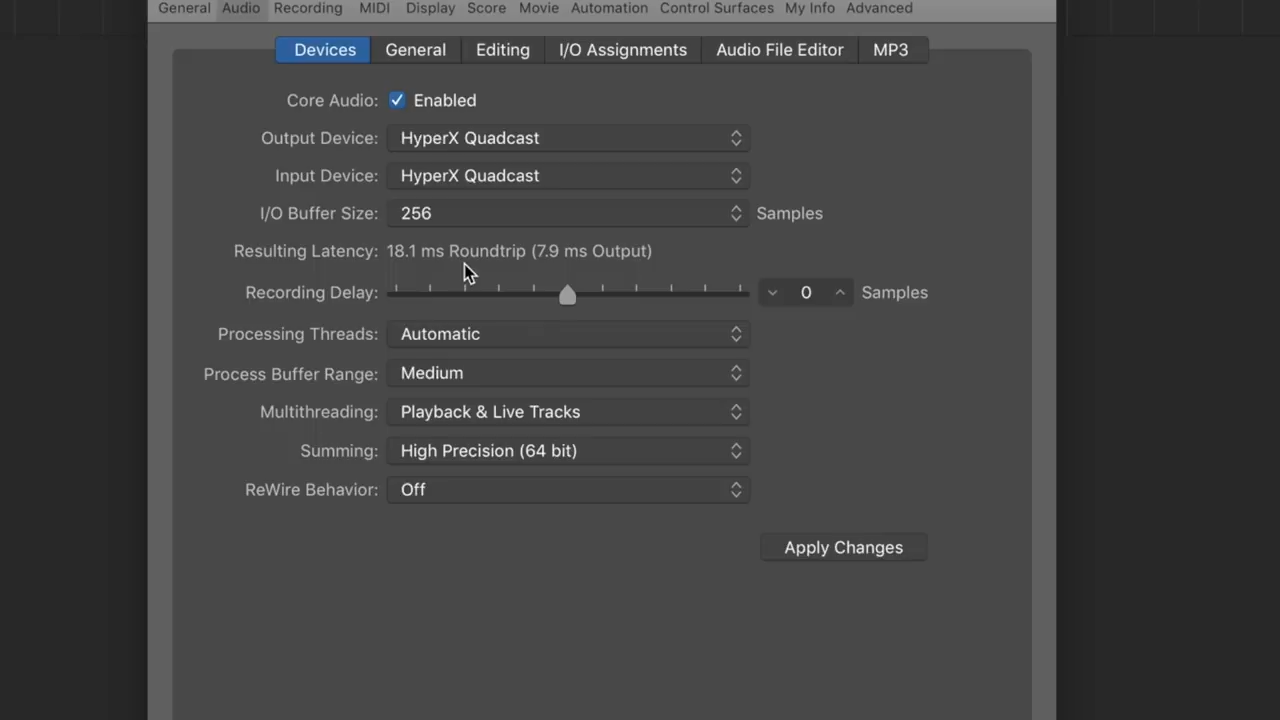 General Audio Recording MIDI Display Score Movie Automation Control Surfaces My Info Advanced
Devices General Editing I/O Assignments Audio File Editor MP3
Core Audio: Enabled
Output Device: HyperX Quadcast
Input Device: HyperX Quadcast
I/O Buffer Size: 256 Samples
Resulting Latency: 18.1 ms Roundtrip (7.9 ms Output)
Recording Delay: 0 Samples
Processing Threads: Automatic
Process Buffer Range: Medium
Multithreading: Playback & Live Tracks
Summing: High Precision (64 bit)
ReWire Behavior: Off
Apply Changes